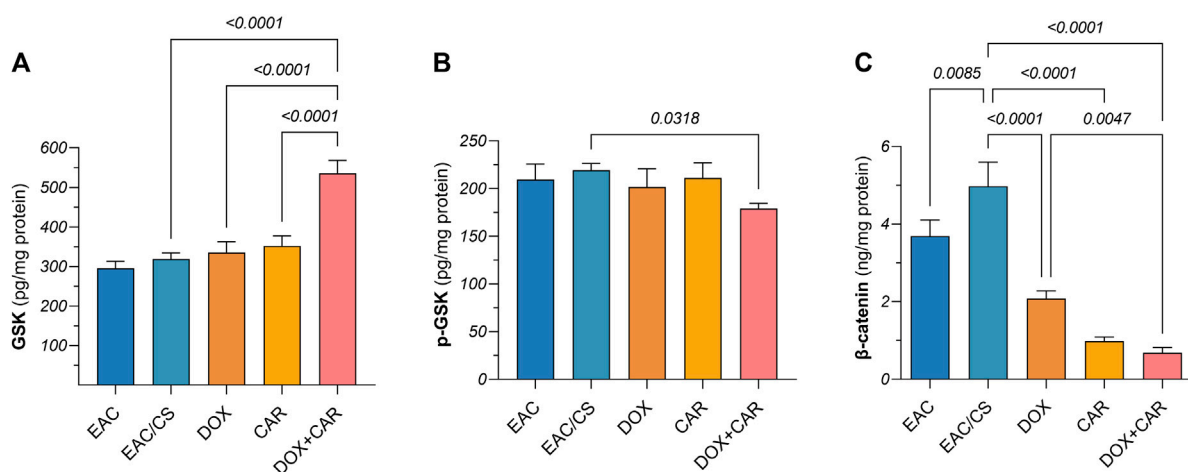 A
<0.0001
<0.0001
<0.0001
GSK (pg/mg protein)
600
500
400
300
300
100
EAC
EAC/CS
DOX
CAR
DOX+CAR
B
0.0318
p-GSK (pg/mg protein)
250
200
150
100
50
0
EAC
EAC/CS
DOX
CAR
DOX+CAR
C
<0.0001
0.0085
<0.0001
<0.0001
0.0047
β-catenin (ng/mg protein)
6
4
2
0
EAC
EAC/CS
DOX
CAR
DOX+CAR